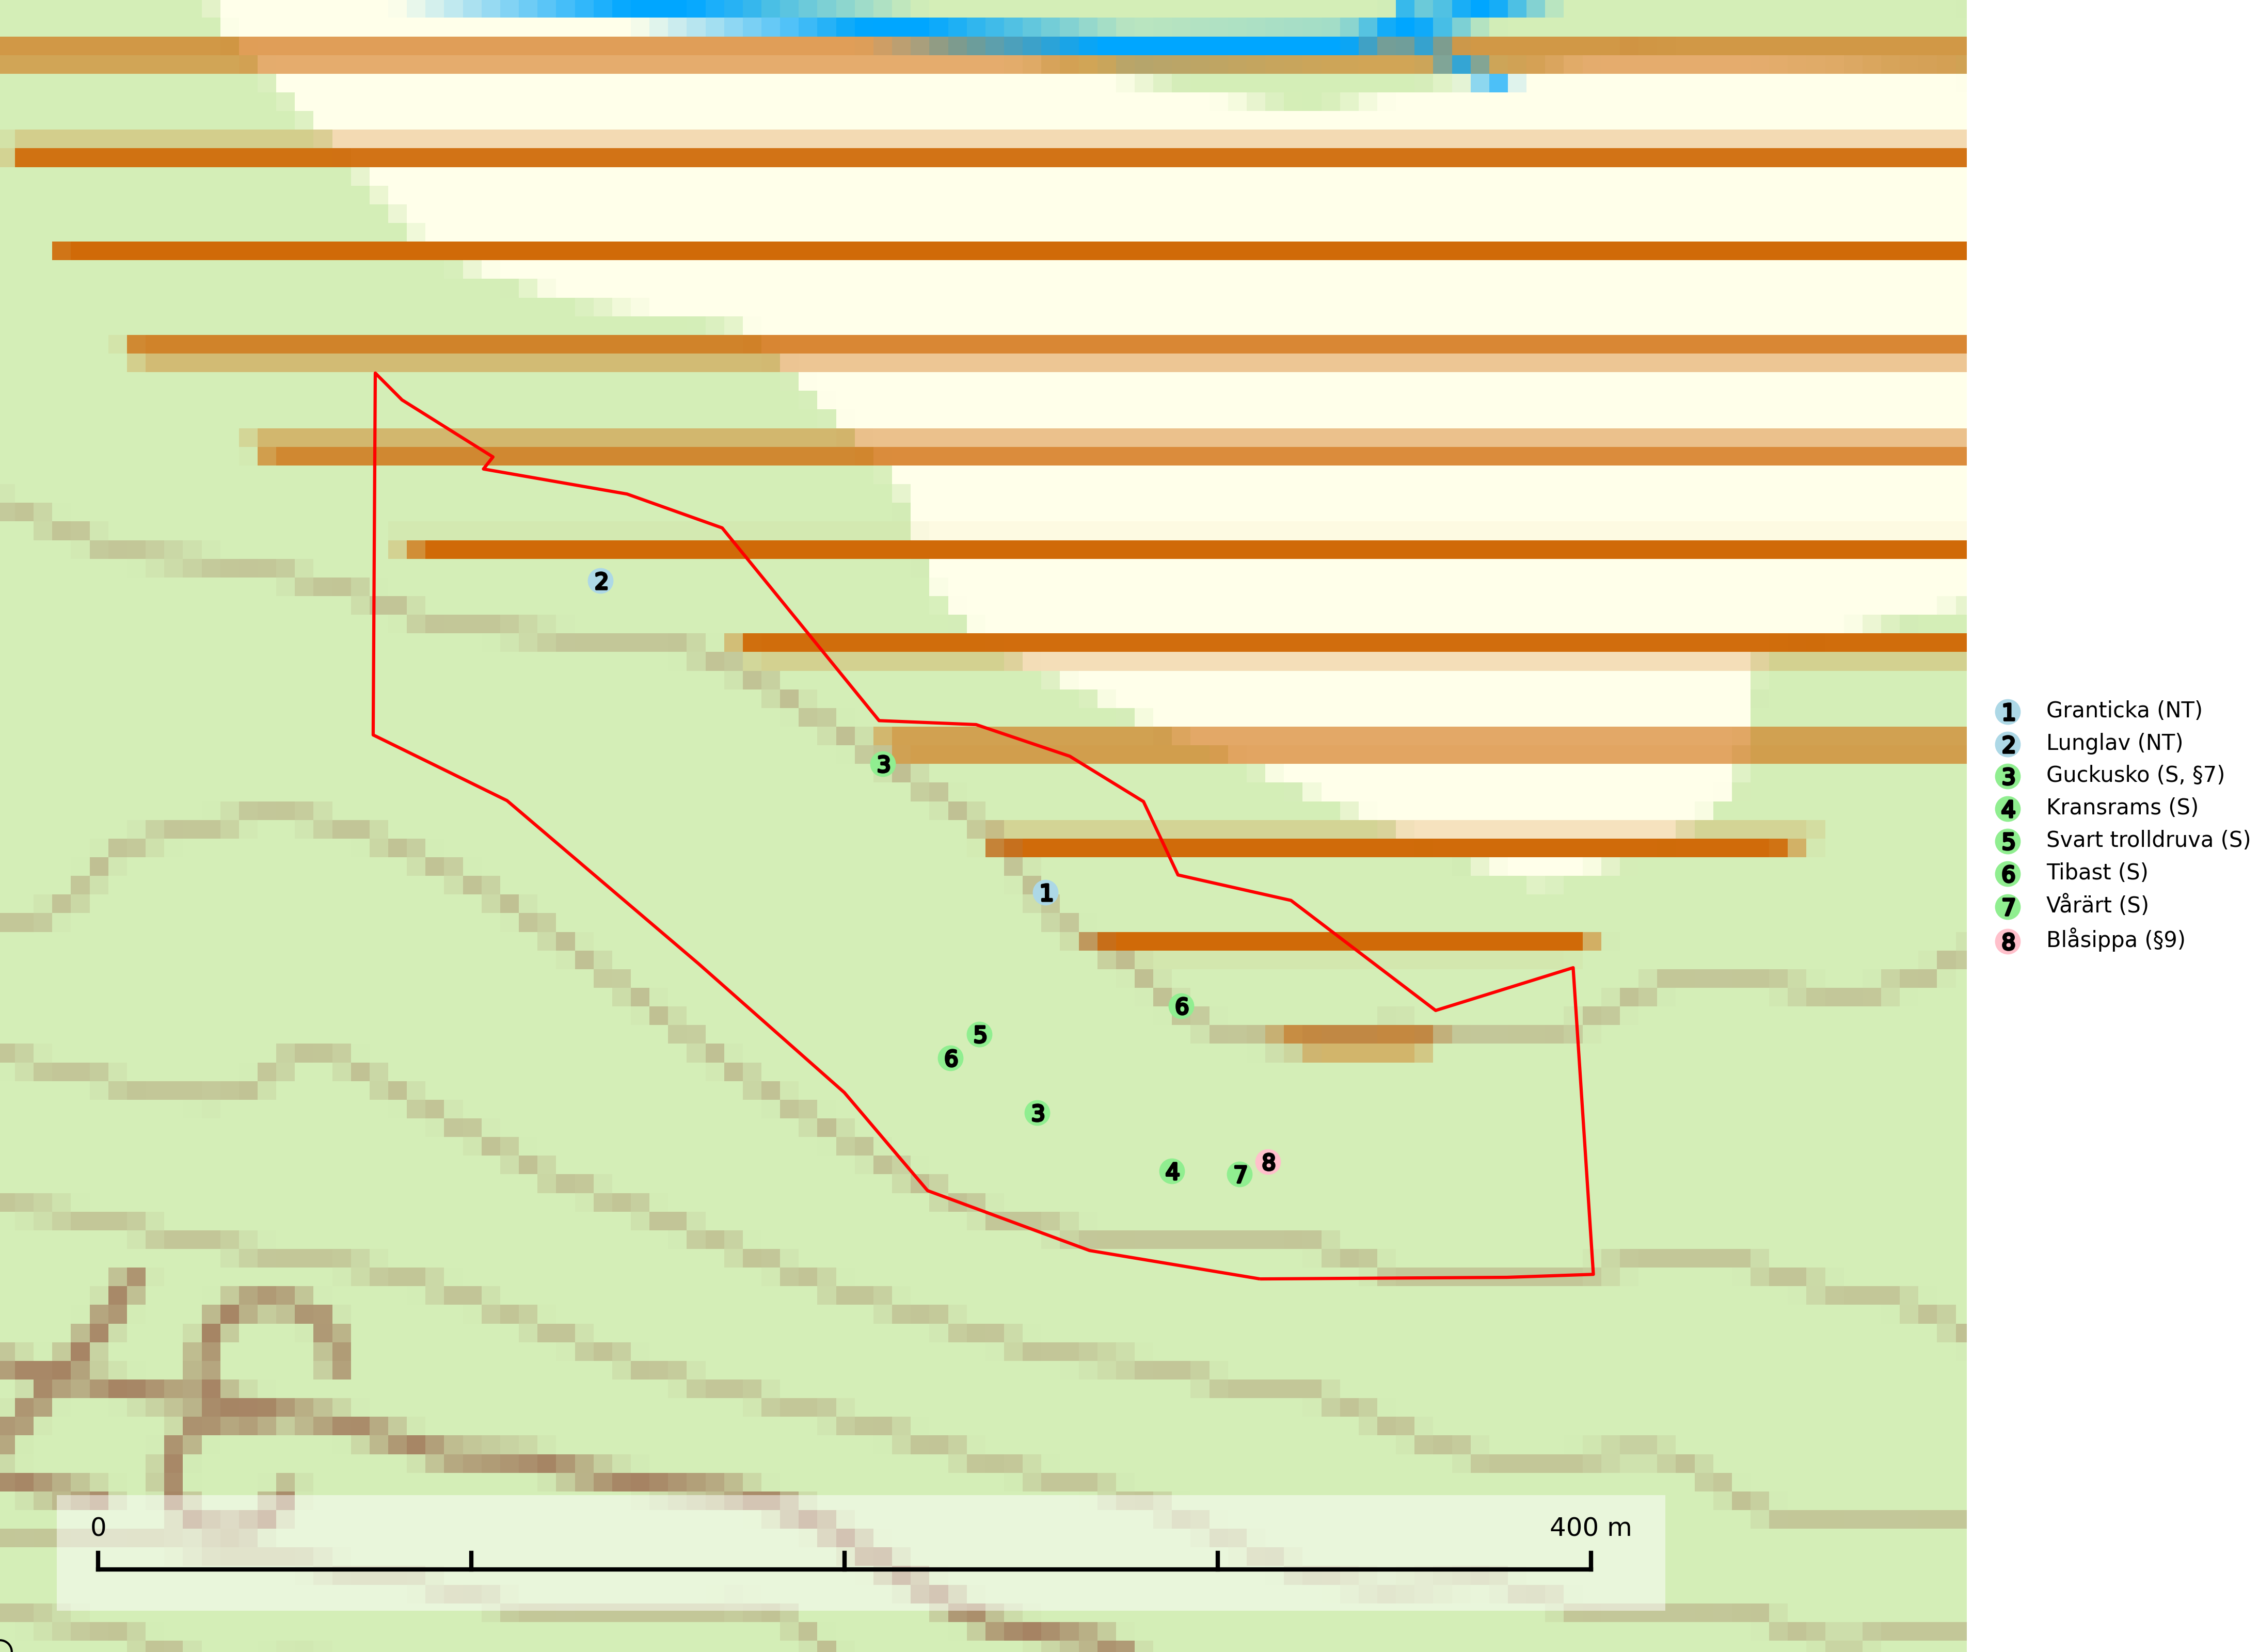 2
3
1
6
5
6
3
4
7
8
1 Granticka (NT)
2 Lunglav (NT)
3 Guckusko (S, §7)
4 Kransrams (S)
5 Svart trolldruva (S)
6 Tibast (S)
7 Vårärt (S)
8 Blåsippa (§9)
0 400 m